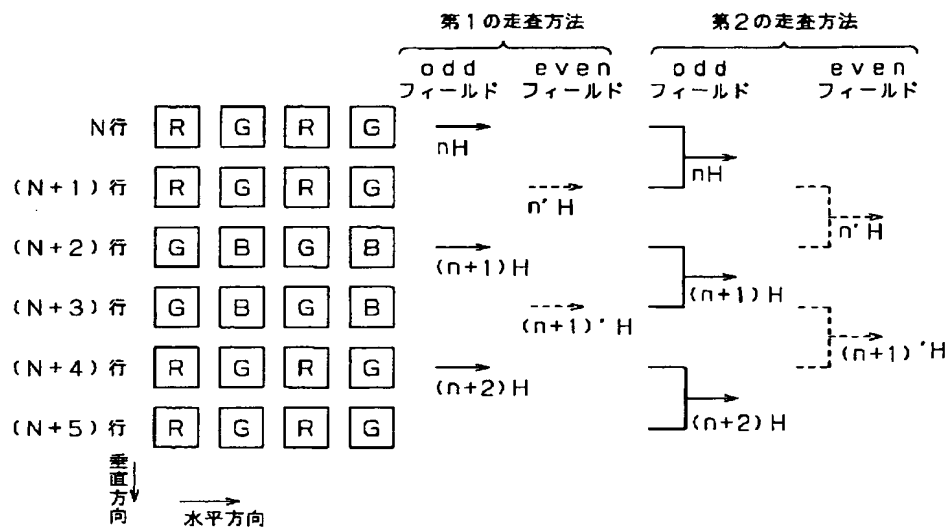 第1の走査方法 第2の走査方法
odd フィールド even フィールド odd フィールド even フィールド
N行 R G R G nH nH
(N+1)行 R G R G n'H n'H
(N+2)行 G B G B (n+1)H (n+1)H
(N+3)行 G B G B (n+1)'H (n+1)'H
(N+4)行 R G R G (n+2)H
(N+5)行 R G R G (n+2)H
垂直方向
水平方向